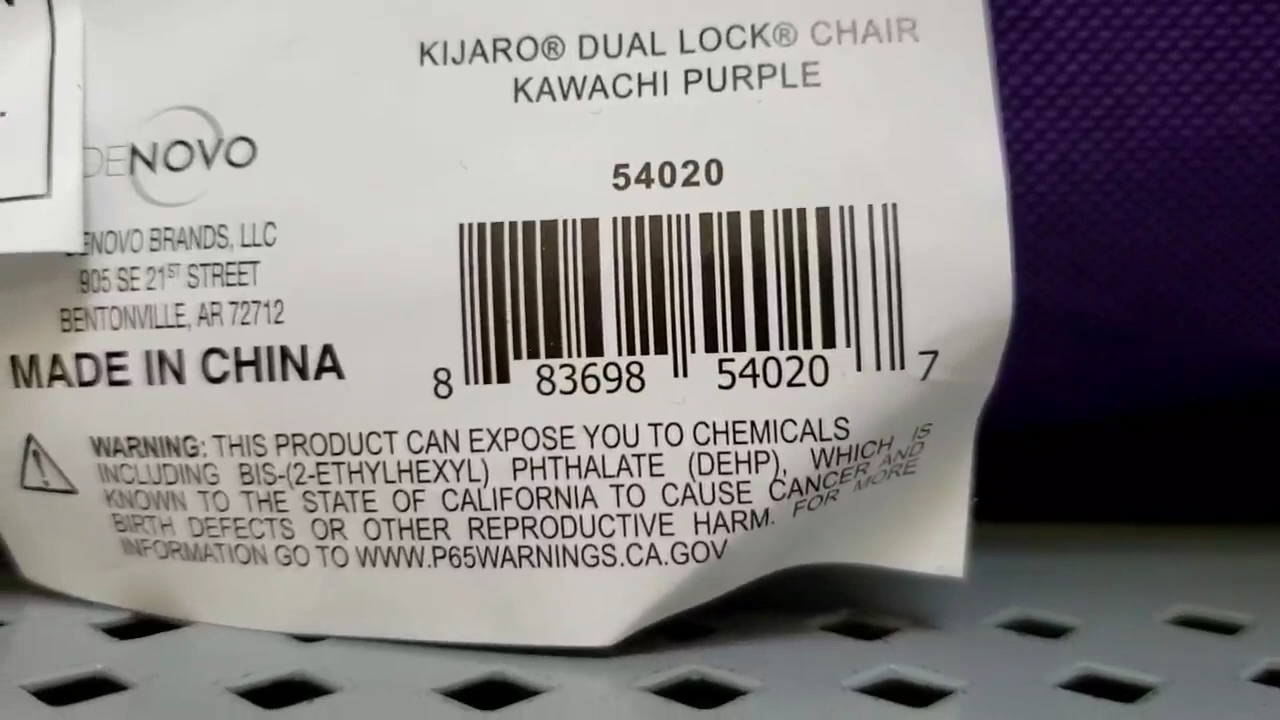 KIJARO® DUAL LOCK® CHAIR
KAWACHI PURPLE
DENOVO
54020
DENOVO BRANDS, LLC
905 SE 21ST STREET
BENTONVILLE, AR 72712
MADE IN CHINA
8 83698 54020 7
WARNING: THIS PRODUCT CAN EXPOSE YOU TO CHEMICALS
INCLUDING BIS-(2-ETHYLHEXYL) PHTHALATE (DEHP), WHICH IS
KNOWN TO THE STATE OF CALIFORNIA TO CAUSE CANCER AND
BIRTH DEFECTS OR OTHER REPRODUCTIVE HARM. FOR MORE
INFORMATION GO TO WWW.P65WARNINGS.CA.GOV